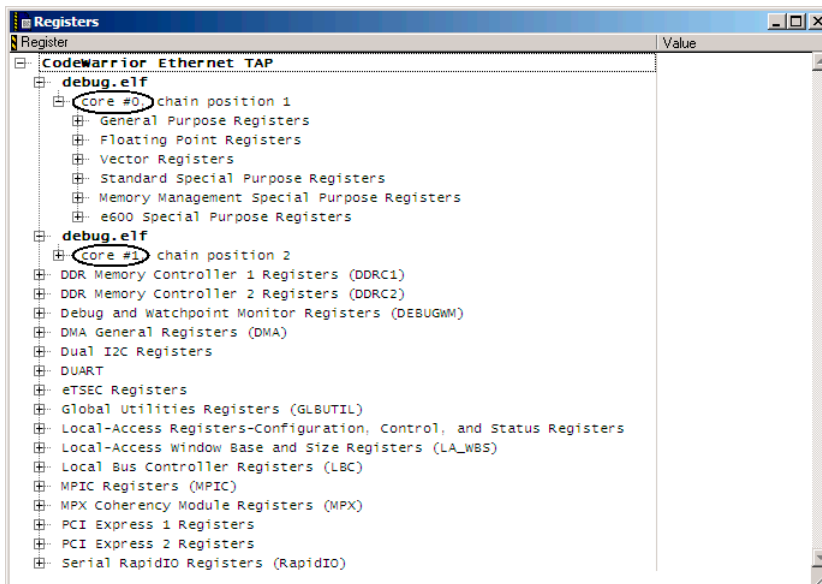 Registers
Register Value
CodeWarrior Ethernet TAP
debug.elf
core #0, chain position 1
General Purpose Registers
Floating Point Registers
Vector Registers
Standard Special Purpose Registers
Memory Management Special Purpose Registers
e600 Special Purpose Registers
debug.elf
core #1, chain position 2
DDR Memory Controller 1 Registers (DDRC1)
DDR Memory Controller 2 Registers (DDRC2)
Debug and Watchpoint Monitor Registers (DEBUGWM)
DMA General Registers (DMA)
Dual I2C Registers
DUART
eTSEC Registers
Global Utilities Registers (GLBUTIL)
Local-Access Registers-Configuration, Control, and Status Registers
Local-Access Window Base and Size Registers (LA_WBS)
Local Bus Controller Registers (LBC)
MPIC Registers (MPIC)
MPX Coherency Module Registers (MPX)
PCI Express 1 Registers
PCI Express 2 Registers
Serial RapidIO Registers (RapidIO)